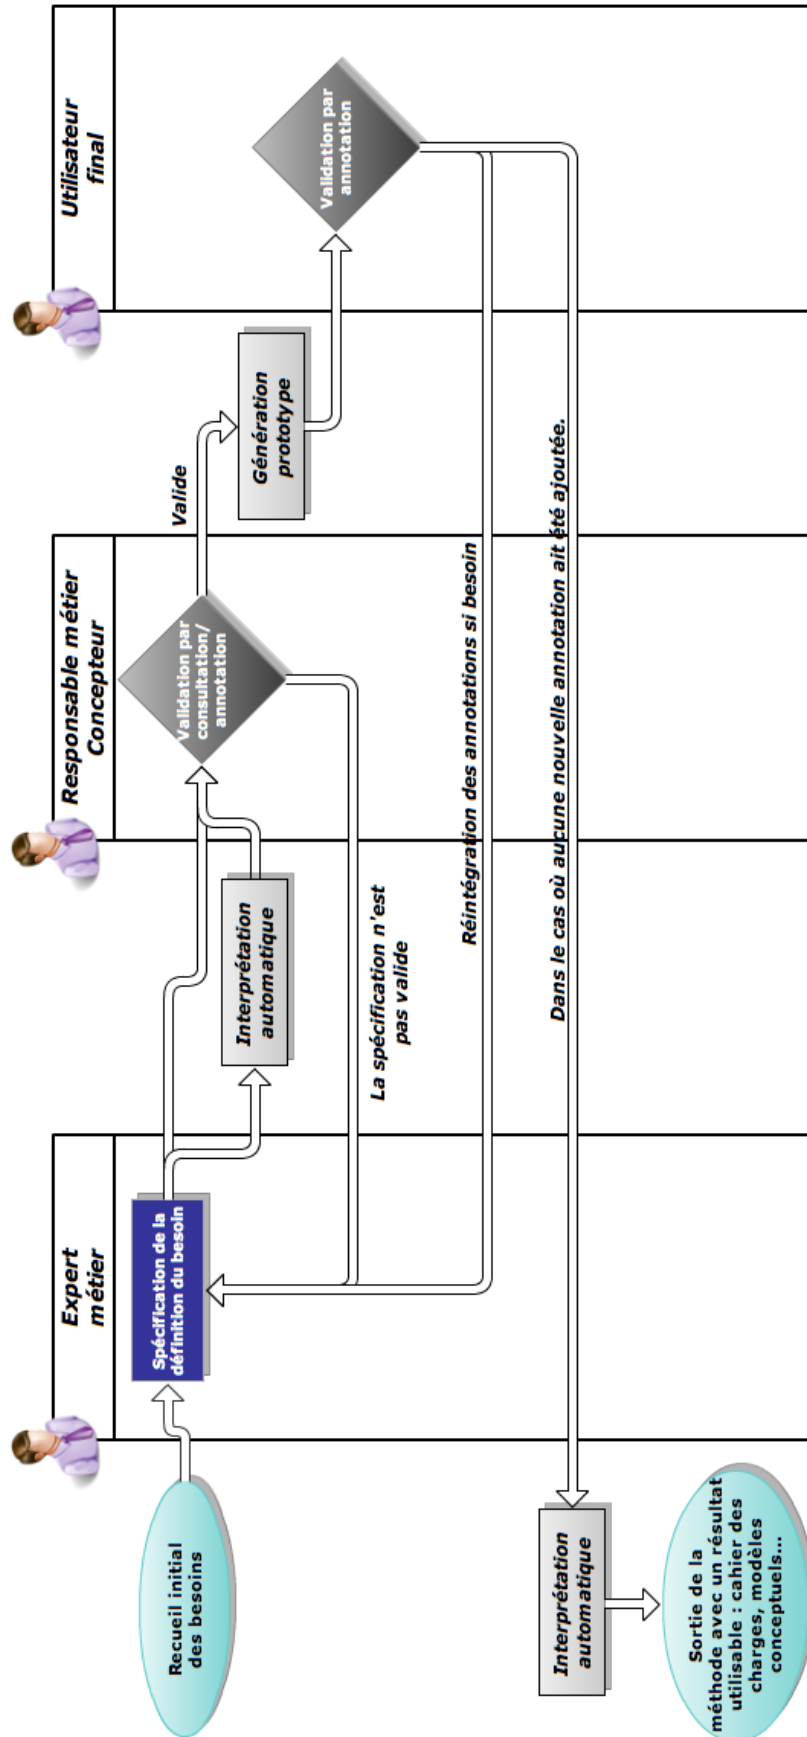 Recueil initial
des besoins
Expert
métier
Spécification de la
définition du besoin
Interprétation
automatique
La spécification n'est
pas valide
Responsable métier
Concepteur
Validation par
consultation/
annotation
Valide
Génération
prototype
Utilisateur
final
Validation par
annotation
Réintégration des annotations si besoin
Dans le cas où aucune nouvelle annotation ait été ajoutée.
Interprétation
automatique
Sortie de la
méthode avec un résultat
utilisable : cahier des
charges, modèles
conceptuels...